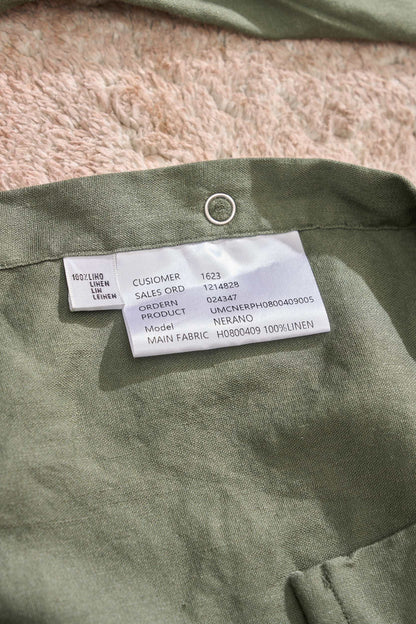 100%LINO
LINEN
LIN
LEINEN
CUSIOMER 1623
SALES ORD 1214828
ORDERN 024347
PRODUCT UMCNERPH0800409005
Model NERANO
MAIN FABRIC H0800409 100%LINEN